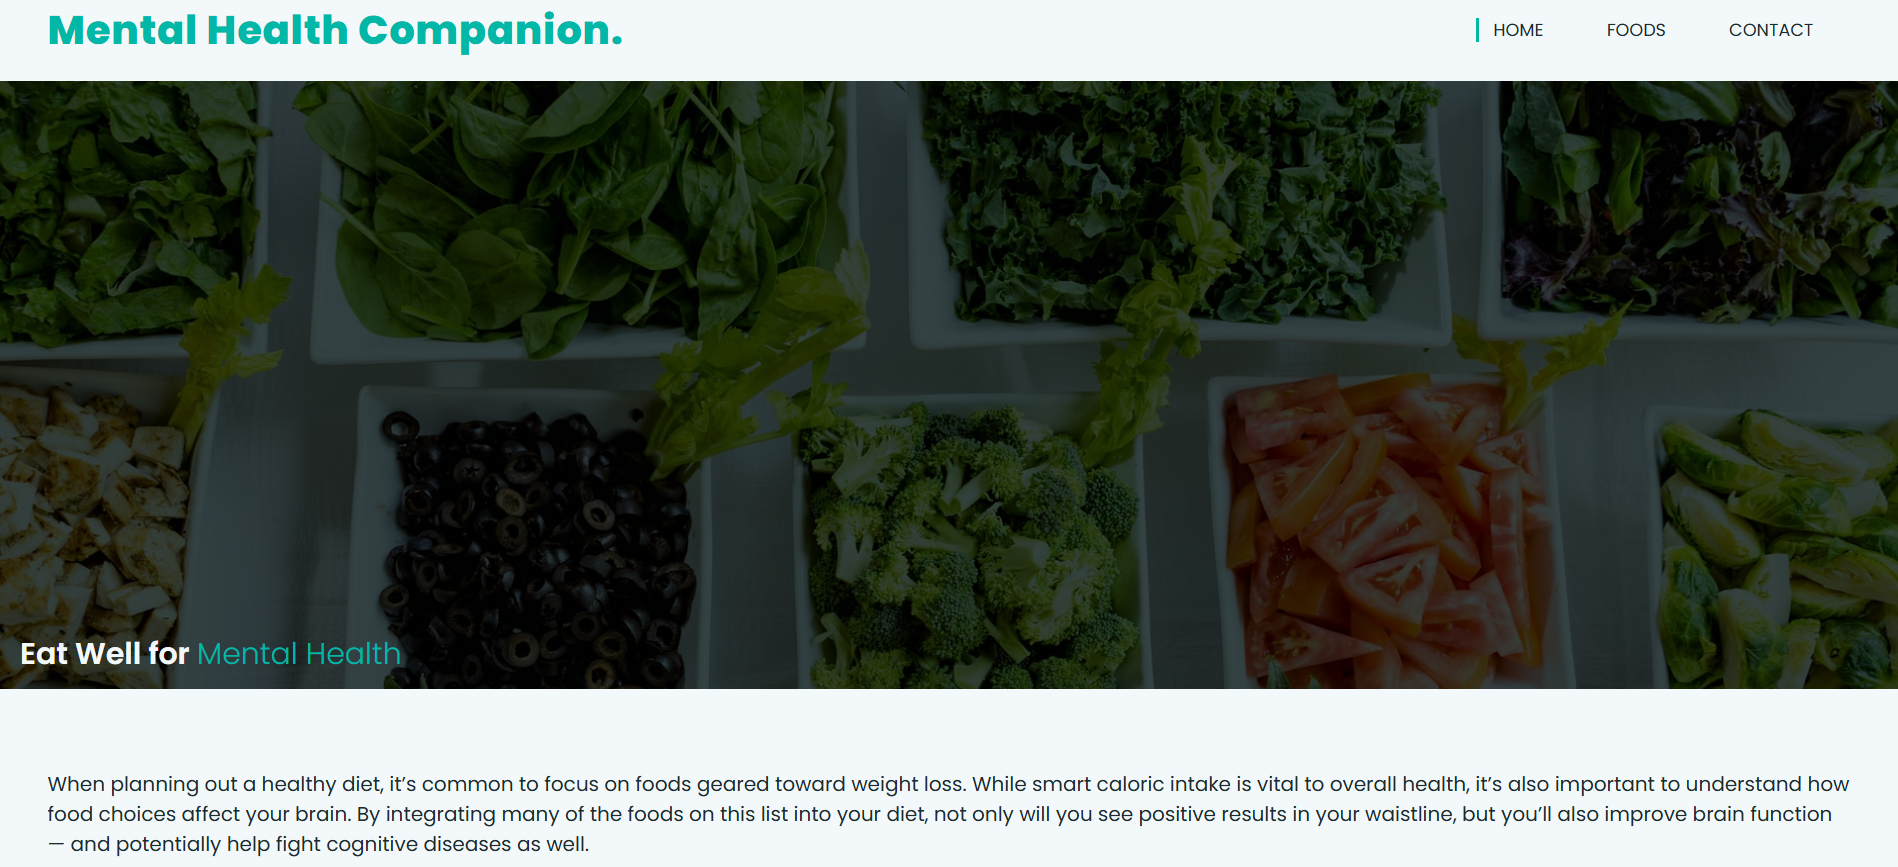 Mental Health Companion.
HOME FOODS CONTACT
Eat Well for Mental Health
When planning out a healthy diet, it’s common to focus on foods geared toward weight loss. While smart caloric intake is vital to overall health, it’s also important to understand how
food choices affect your brain. By integrating many of the foods on this list into your diet, not only will you see positive results in your waistline, but you’ll also improve brain function
— and potentially help fight cognitive diseases as well.